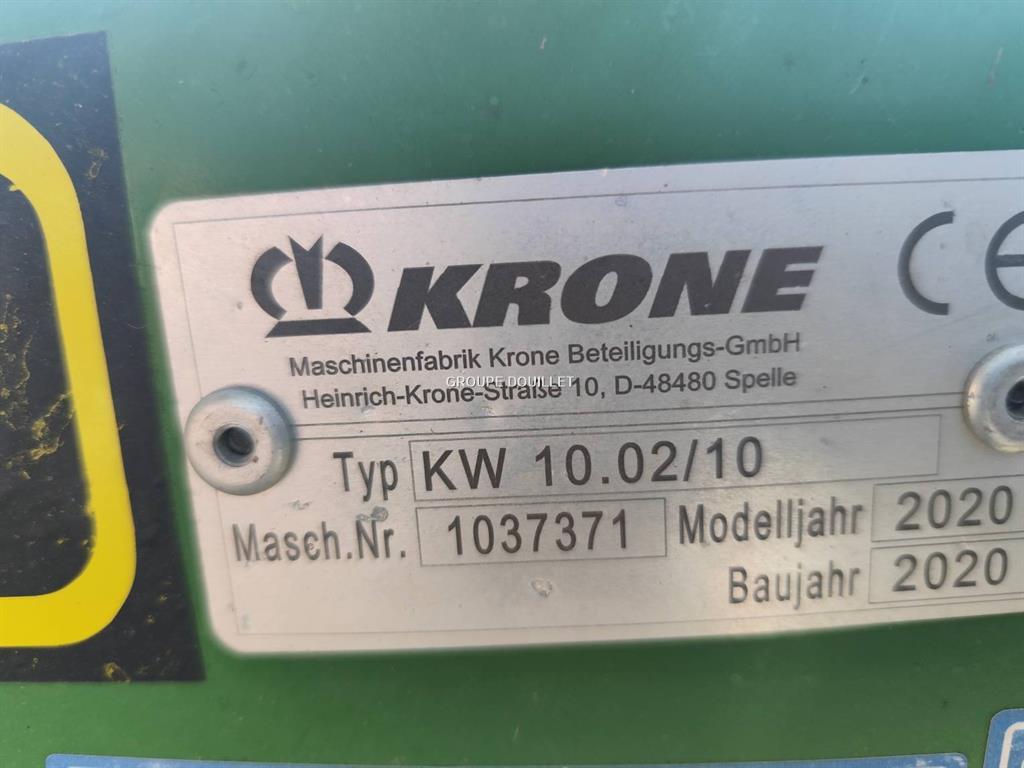 KRONE CE
Maschinenfabrik Krone Beteiligungs-GmbH
GROUPE DOUILLET
Heinrich-Krone-Straße 10, D-48480 Spelle
Typ KW 10.02/10
Masch.Nr. 1037371 Modelljahr 2020
Baujahr 2020